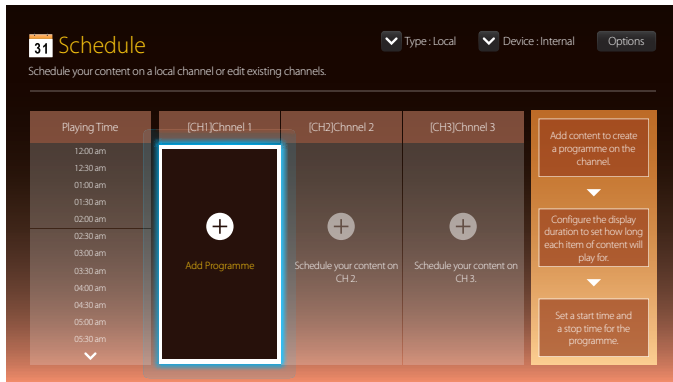 31 Schedule
Type : Local
Device : Internal
Options
Schedule your content on a local channel or edit existing channels.
Playing Time
12:00 am
12:30 am
01:00 am
01:30 am
02:00 am
02:30 am
03:00 am
03:30 am
04:00 am
04:30 am
05:00 am
05:30 am
[CH1]Chnnel 1
Add Programme
[CH2]Chnnel 2
Schedule your content on
CH 2.
[CH3]Chnnel 3
Schedule your content on
CH 3.
Add content to create
a programme on the
channel.
Configure the display
duration to set how long
each item of content will
play for.
Set a start time and
a stop time for the
programme.